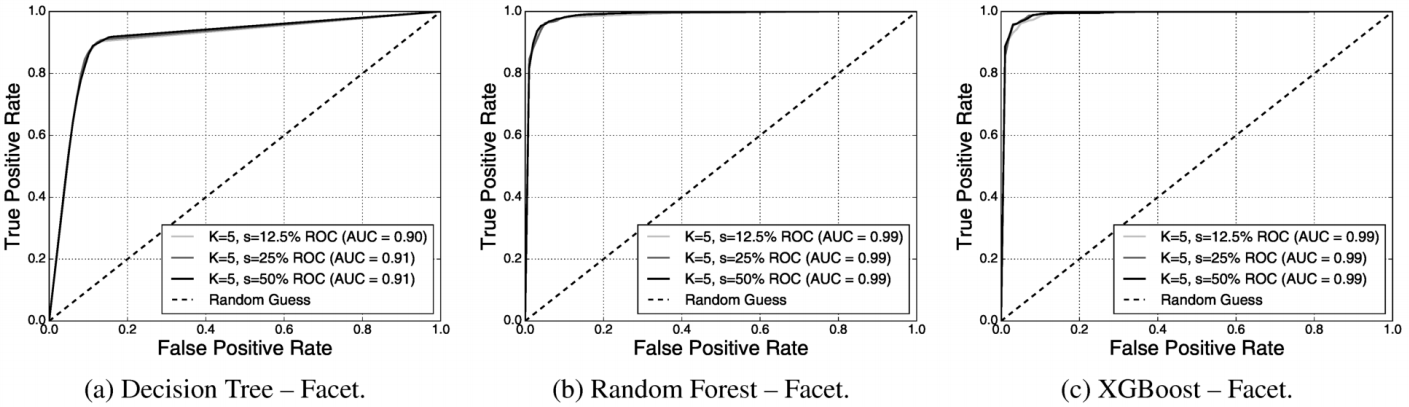 True Positive Rate
1.0
0.8
0.6
0.4
0.2
0.0
K=5, s=12.5% ROC (AUC = 0.90)
K=5, s=25% ROC (AUC = 0.91)
K=5, s=50% ROC (AUC = 0.91)
Random Guess
0.0 0.2 0.4 0.6 0.8 1.0
False Positive Rate
(a) Decision Tree – Facet.
True Positive Rate
1.0
0.8
0.6
0.4
0.2
0.0
K=5, s=12.5% ROC (AUC = 0.99)
K=5, s=25% ROC (AUC = 0.99)
K=5, s=50% ROC (AUC = 0.99)
Random Guess
0.0 0.2 0.4 0.6 0.8 1.0
False Positive Rate
(b) Random Forest – Facet.
True Positive Rate
1.0
0.8
0.6
0.4
0.2
0.0
K=5, s=12.5% ROC (AUC = 0.99)
K=5, s=25% ROC (AUC = 0.99)
K=5, s=50% ROC (AUC = 0.99)
Random Guess
0.0 0.2 0.4 0.6 0.8 1.0
False Positive Rate
(c) XGBoost – Facet.